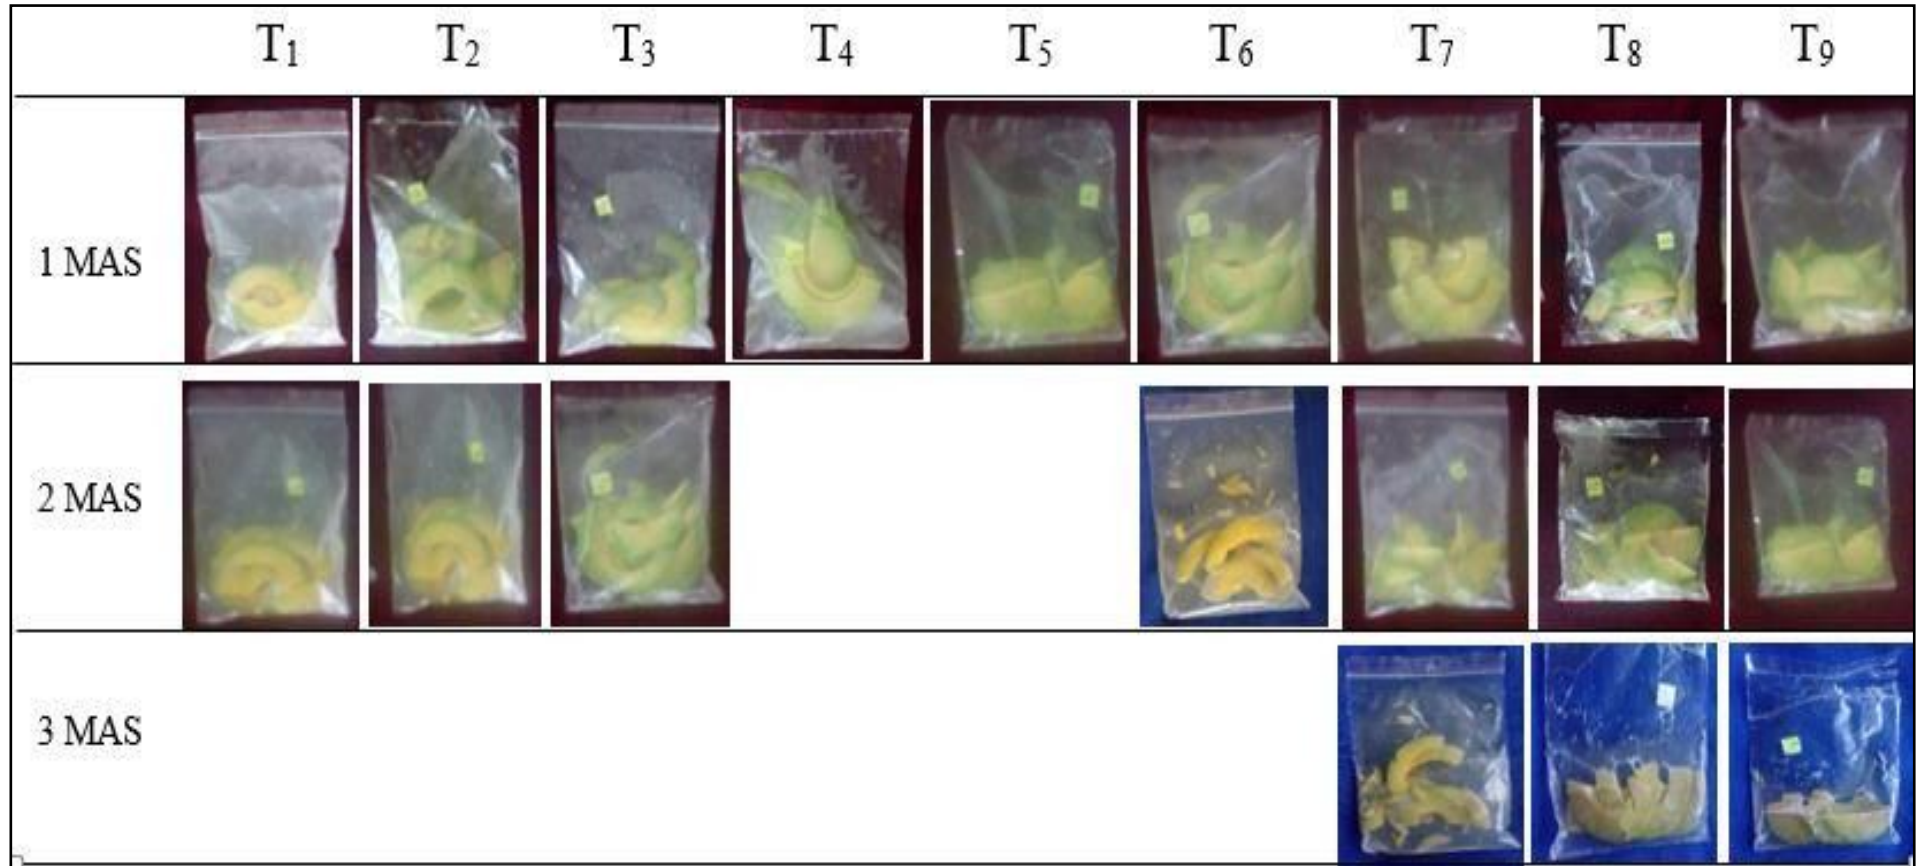 T₁ T₂ T₃ T₄ T₅ T₆ T₇ T₈ T₉
1 MAS
2 MAS
3 MAS